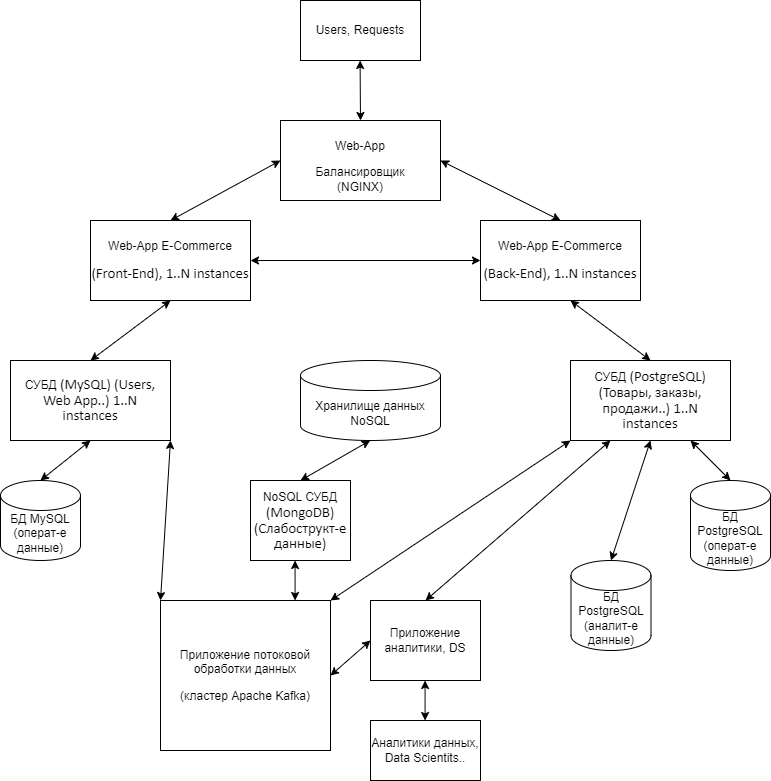 Users, Requests
Web-App
Балансировщик
(NGINX)
Web-App E-Commerce
(Front-End), 1..N instances
Web-App E-Commerce
(Back-End), 1..N instances
СУБД (MySQL) (Users,
Web App..) 1..N
instances
Хранилище данных
NoSQL
СУБД (PostgreSQL)
(Товары, заказы,
продажи..) 1..N
instances
БД MySQL
(операт-е
данные)
NoSQL СУБД
(MongoDB)
(Слабострукт-е
данные)
БД
PostgreSQL
(операт-е
данные)
БД
PostgreSQL
(аналит-е
данные)
Приложение потоковой
обработки данных
(кластер Apache Kafka)
Приложение
аналитики, DS
Аналитики данных,
Data Scientits..